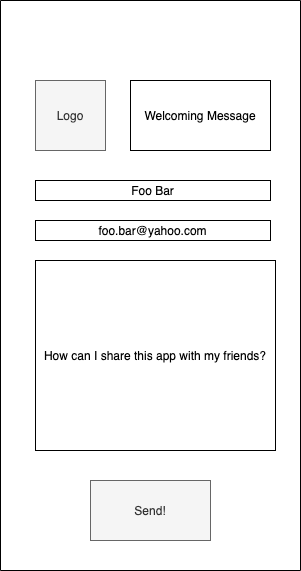 Logo
Welcoming Message
Foo Bar
foo.bar@yahoo.com
How can I share this app with my friends?
Send!